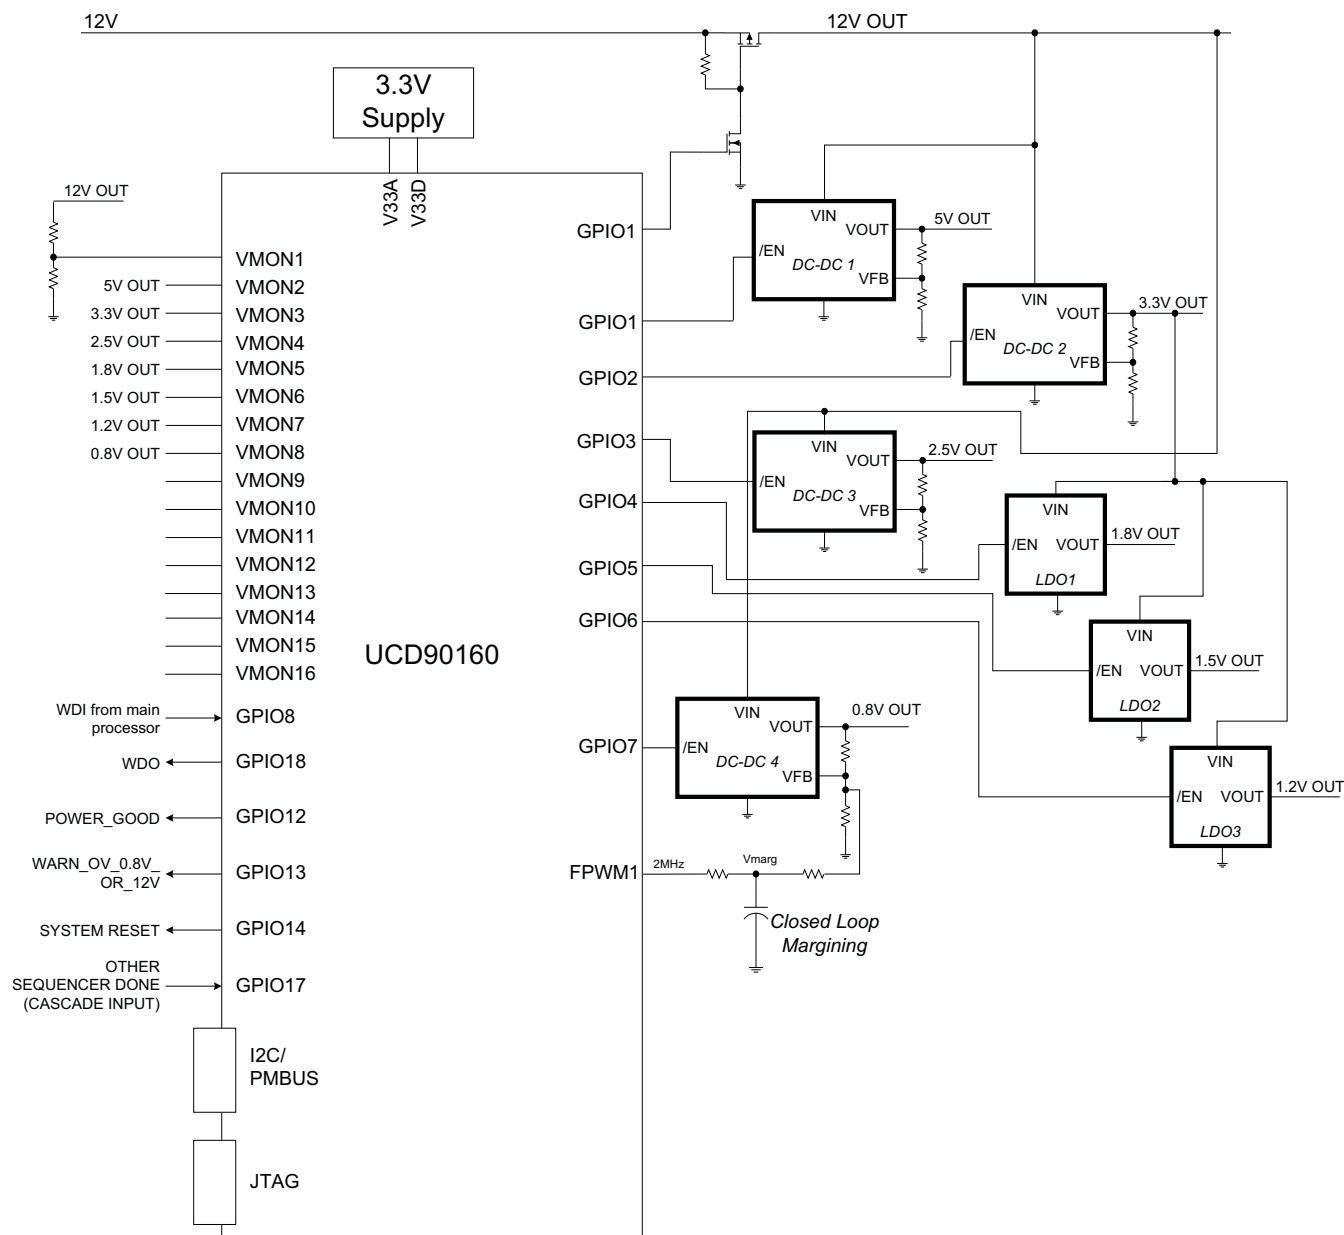 12V
12V OUT
3.3V
Supply
V33A
V33D
12V OUT
VMON1
5V OUT
VMON2
3.3V OUT
VMON3
2.5V OUT
VMON4
1.8V OUT
VMON5
1.5V OUT
VMON6
1.2V OUT
VMON7
0.8V OUT
VMON8
VMON9
VMON10
VMON11
VMON12
VMON13
VMON14
VMON15
VMON16
UCD90160
WDI from main
processor
GPIO8
WDO
GPIO18
POWER_GOOD
GPIO12
WARN_OV_0.8V_
OR_12V
GPIO13
SYSTEM RESET
GPIO14
OTHER
SEQUENCER DONE
(CASCADE INPUT)
GPIO17
I2C/
PMBUS
JTAG
GPIO1
GPIO1
GPIO2
GPIO3
GPIO4
GPIO5
GPIO6
GPIO7
FPWM1
VIN
VOUT
/EN
DC-DC 1
VFB
5V OUT
VIN
VOUT
/EN
DC-DC 2
VFB
3.3V OUT
VIN
VOUT
/EN
DC-DC 3
VFB
2.5V OUT
VIN
/EN
VOUT
LDO1
1.8V OUT
VIN
/EN
VOUT
LDO2
1.5V OUT
VIN
/EN
VOUT
LDO3
1.2V OUT
VIN
VOUT
/EN
DC-DC 4
VFB
0.8V OUT
2MHz
Vmarg
Closed Loop
Margining